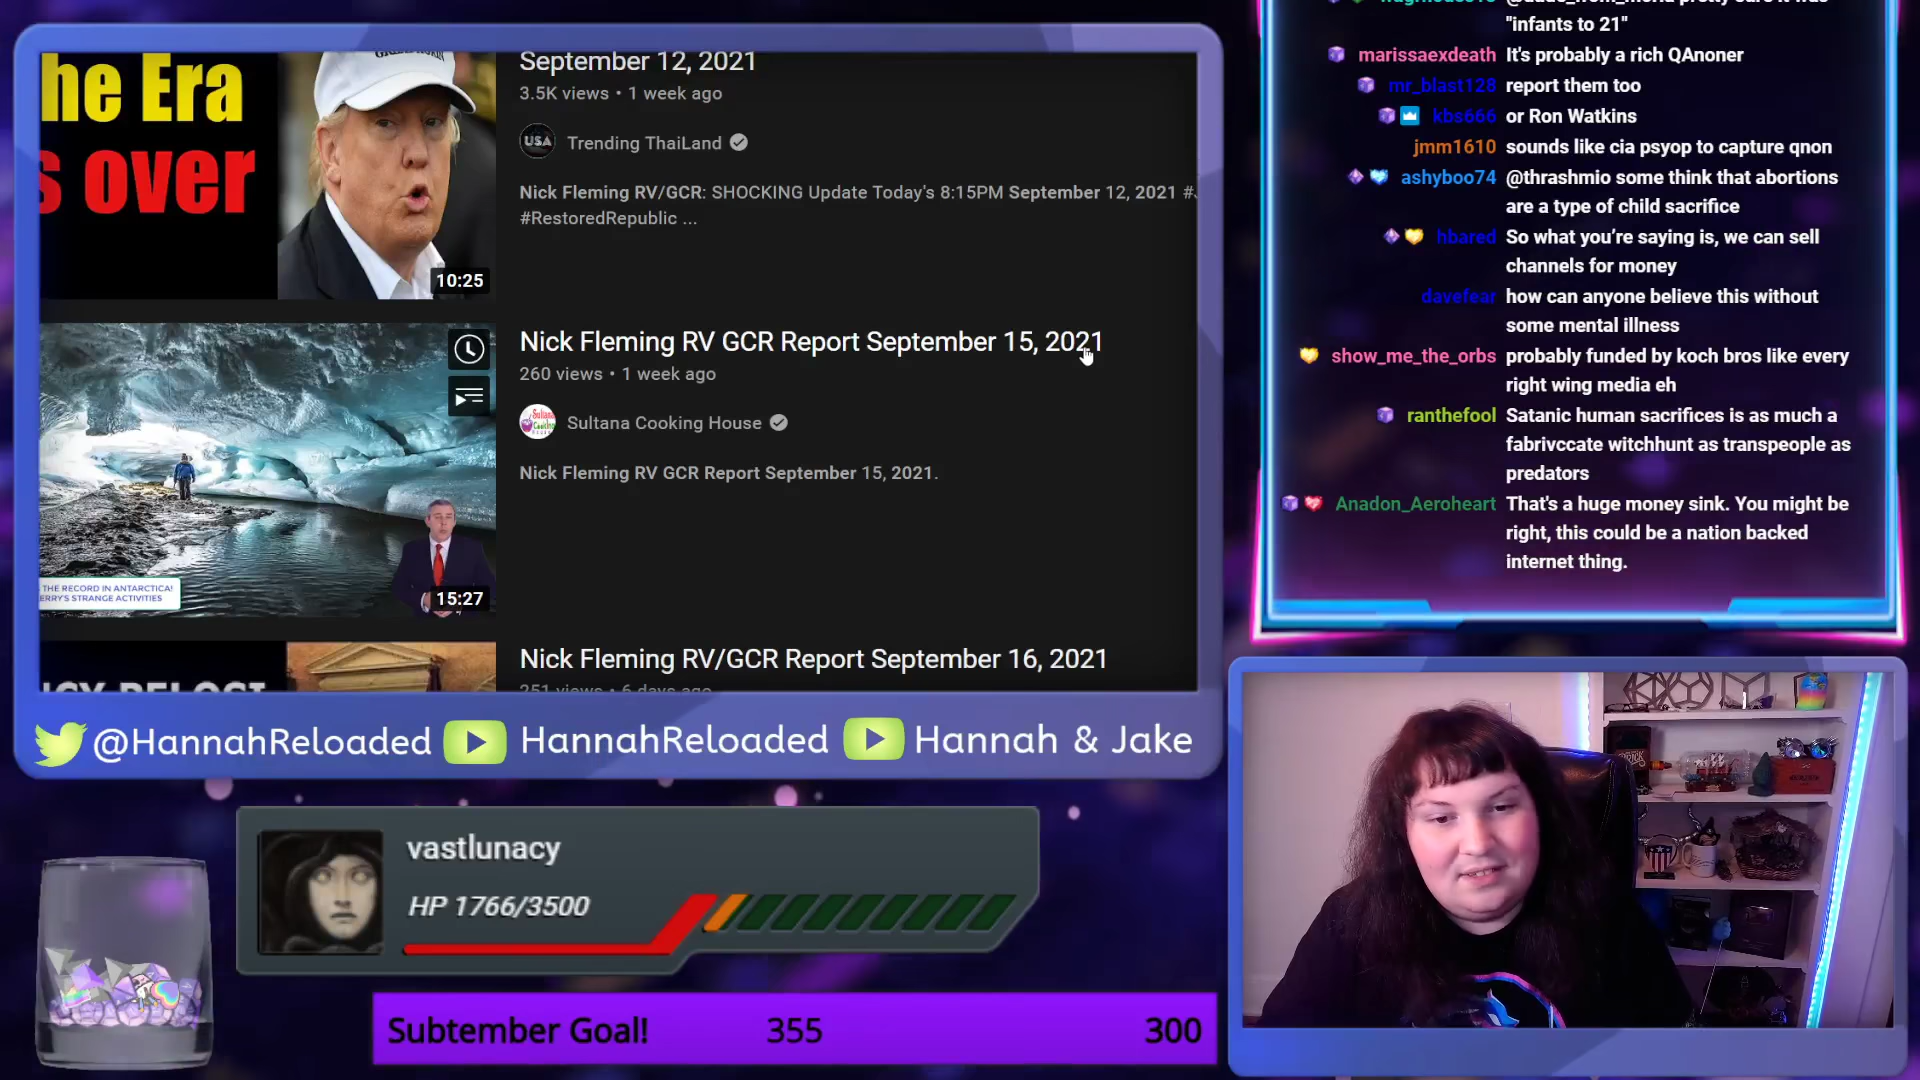 he Era
s over
10:25
September 12, 2021
3.5K views • 1 week ago
USA
Trending ThaiLand
Nick Fleming RV/GCR: SHOCKING Update Today's 8:15PM September 12, 2021 #
#RestoredRepublic ...
Nick Fleming RV GCR Report September 15, 2021
260 views • 1 week ago
Sultana Cooking House
Nick Fleming RV GCR Report September 15, 2021.
THE RECORD IN ANTARCTICA!
ERRY'S STRANGE ACTIVITIES
15:27
Nick Fleming RV/GCR Report September 16, 2021
251 views • 6 days ago
@HannahReloaded
HannahReloaded
Hannah & Jake
vastlunacy
HP 1766/3500
Subtember Goal! 355 300
"infants to 21"
marissaexdeath It's probably a rich QAnoner
mr_blast128 report them too
kbs666 or Ron Watkins
jmm1610 sounds like cia psyop to capture qnon
ashyboo74 @thrashmio some think that abortions
are a type of child sacrifice
hbared So what you're saying is, we can sell
channels for money
davefear how can anyone believe this without
some mental illness
show_me_the_orbs probably funded by koch bros like every
right wing media eh
ranthefool Satanic human sacrifices is as much a
fabrivccate witchhunt as transpeople as
predators
Anadon_Aeroheart That's a huge money sink. You might be
right, this could be a nation backed
internet thing.